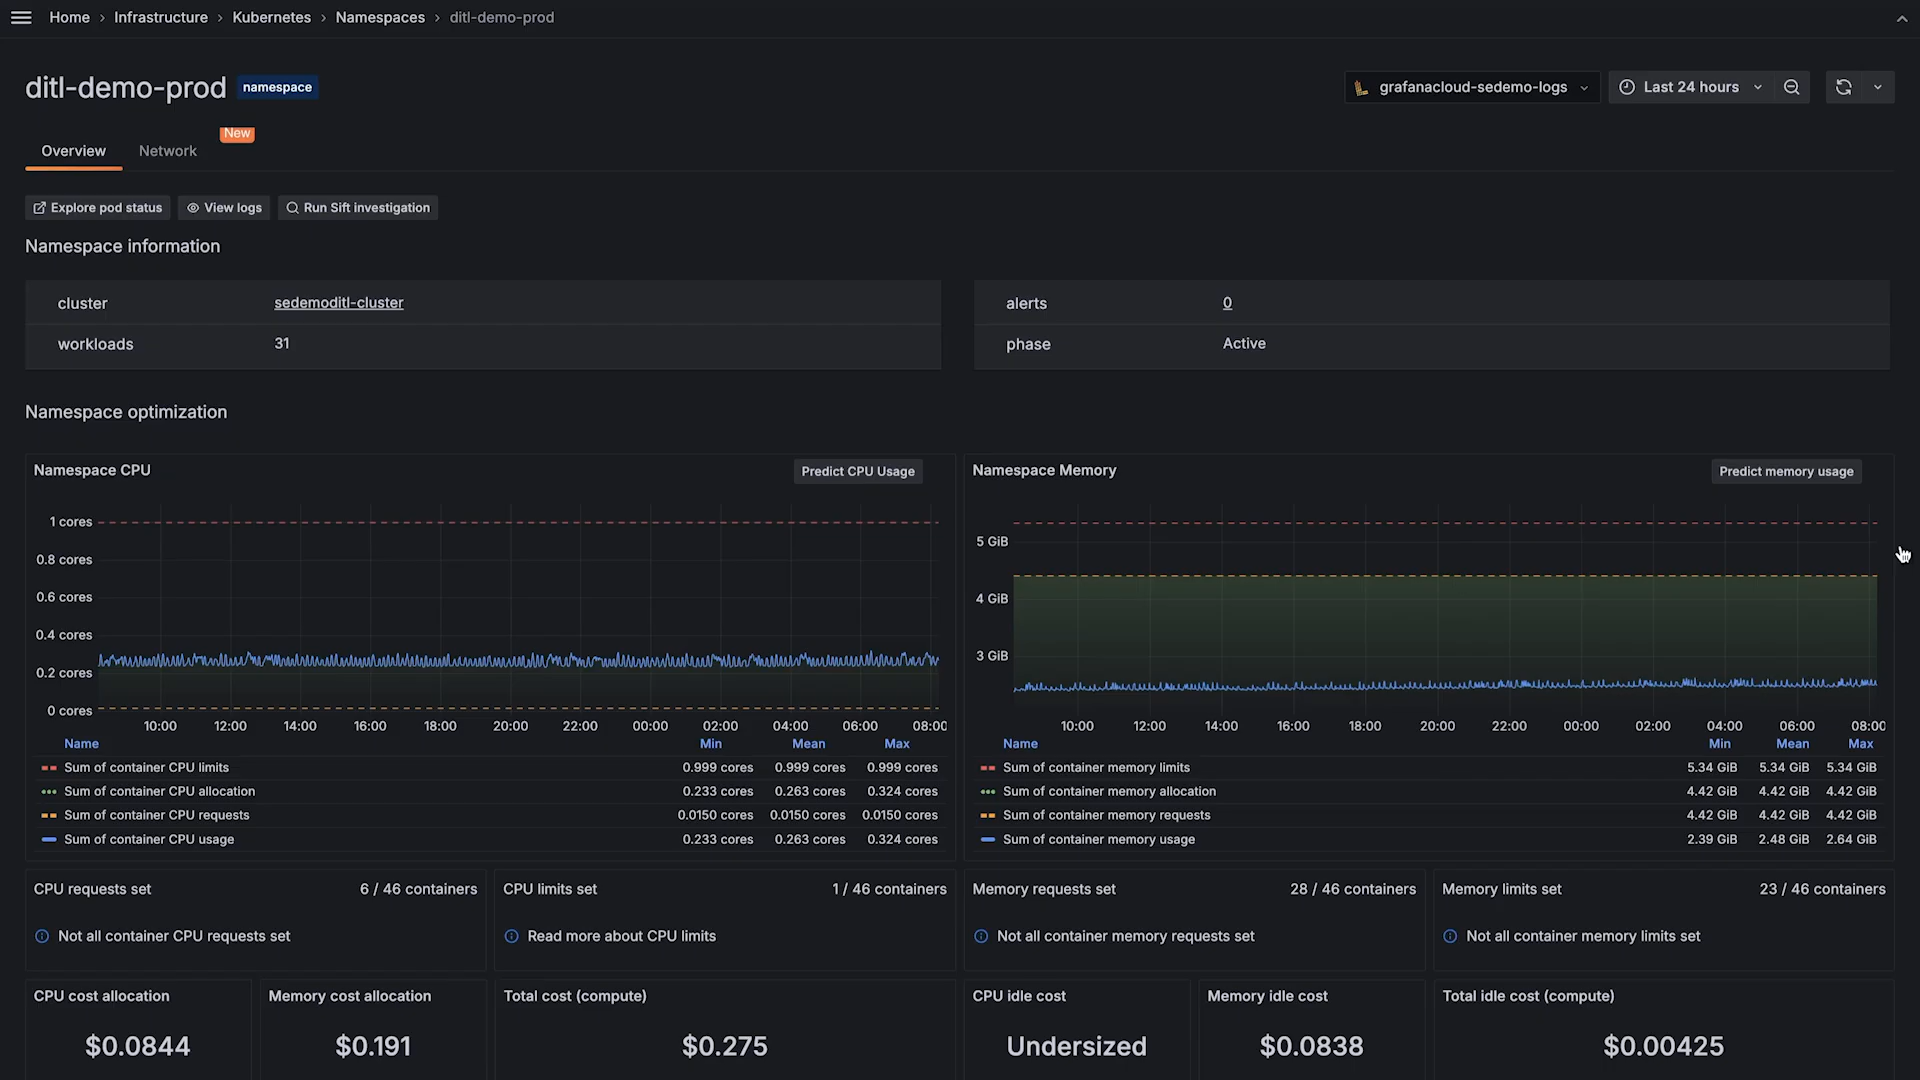 Home › Infrastructure › Kubernetes › Namespaces › ditl-demo-prod
ditl-demo-prod namespace
grafanacloud-sedemo-logs
Last 24 hours
Overview
Network
New
Explore pod status
View logs
Run Sift investigation
Namespace information
cluster sedemoditl-cluster
workloads 31
alerts 0
phase Active
Namespace optimization
Namespace CPU
Predict CPU Usage
1 cores
0.8 cores
0.6 cores
0.4 cores
0.2 cores
0 cores
10:00 12:00 14:00 16:00 18:00 20:00 22:00 00:00 02:00 04:00 06:00 08:00
Name Min Mean Max
Sum of container CPU limits 0.999 cores 0.999 cores 0.999 cores
Sum of container CPU allocation 0.233 cores 0.263 cores 0.324 cores
Sum of container CPU requests 0.0150 cores 0.0150 cores 0.0150 cores
Sum of container CPU usage 0.233 cores 0.263 cores 0.324 cores
Namespace Memory
Predict memory usage
5 GiB
4 GiB
3 GiB
10:00 12:00 14:00 16:00 18:00 20:00 22:00 00:00 02:00 04:00 06:00 08:00
Name Min Mean Max
Sum of container memory limits 5.34 GiB 5.34 GiB 5.34 GiB
Sum of container memory allocation 4.42 GiB 4.42 GiB 4.42 GiB
Sum of container memory requests 4.42 GiB 4.42 GiB 4.42 GiB
Sum of container memory usage 2.39 GiB 2.48 GiB 2.64 GiB
CPU requests set 6 / 46 containers
Not all container CPU requests set
CPU limits set 1 / 46 containers
Read more about CPU limits
Memory requests set 28 / 46 containers
Not all container memory requests set
Memory limits set 23 / 46 containers
Not all container memory limits set
CPU cost allocation
$0.0844
Memory cost allocation
$0.191
Total cost (compute)
$0.275
CPU idle cost
Undersized
Memory idle cost
$0.0838
Total idle cost (compute)
$0.00425